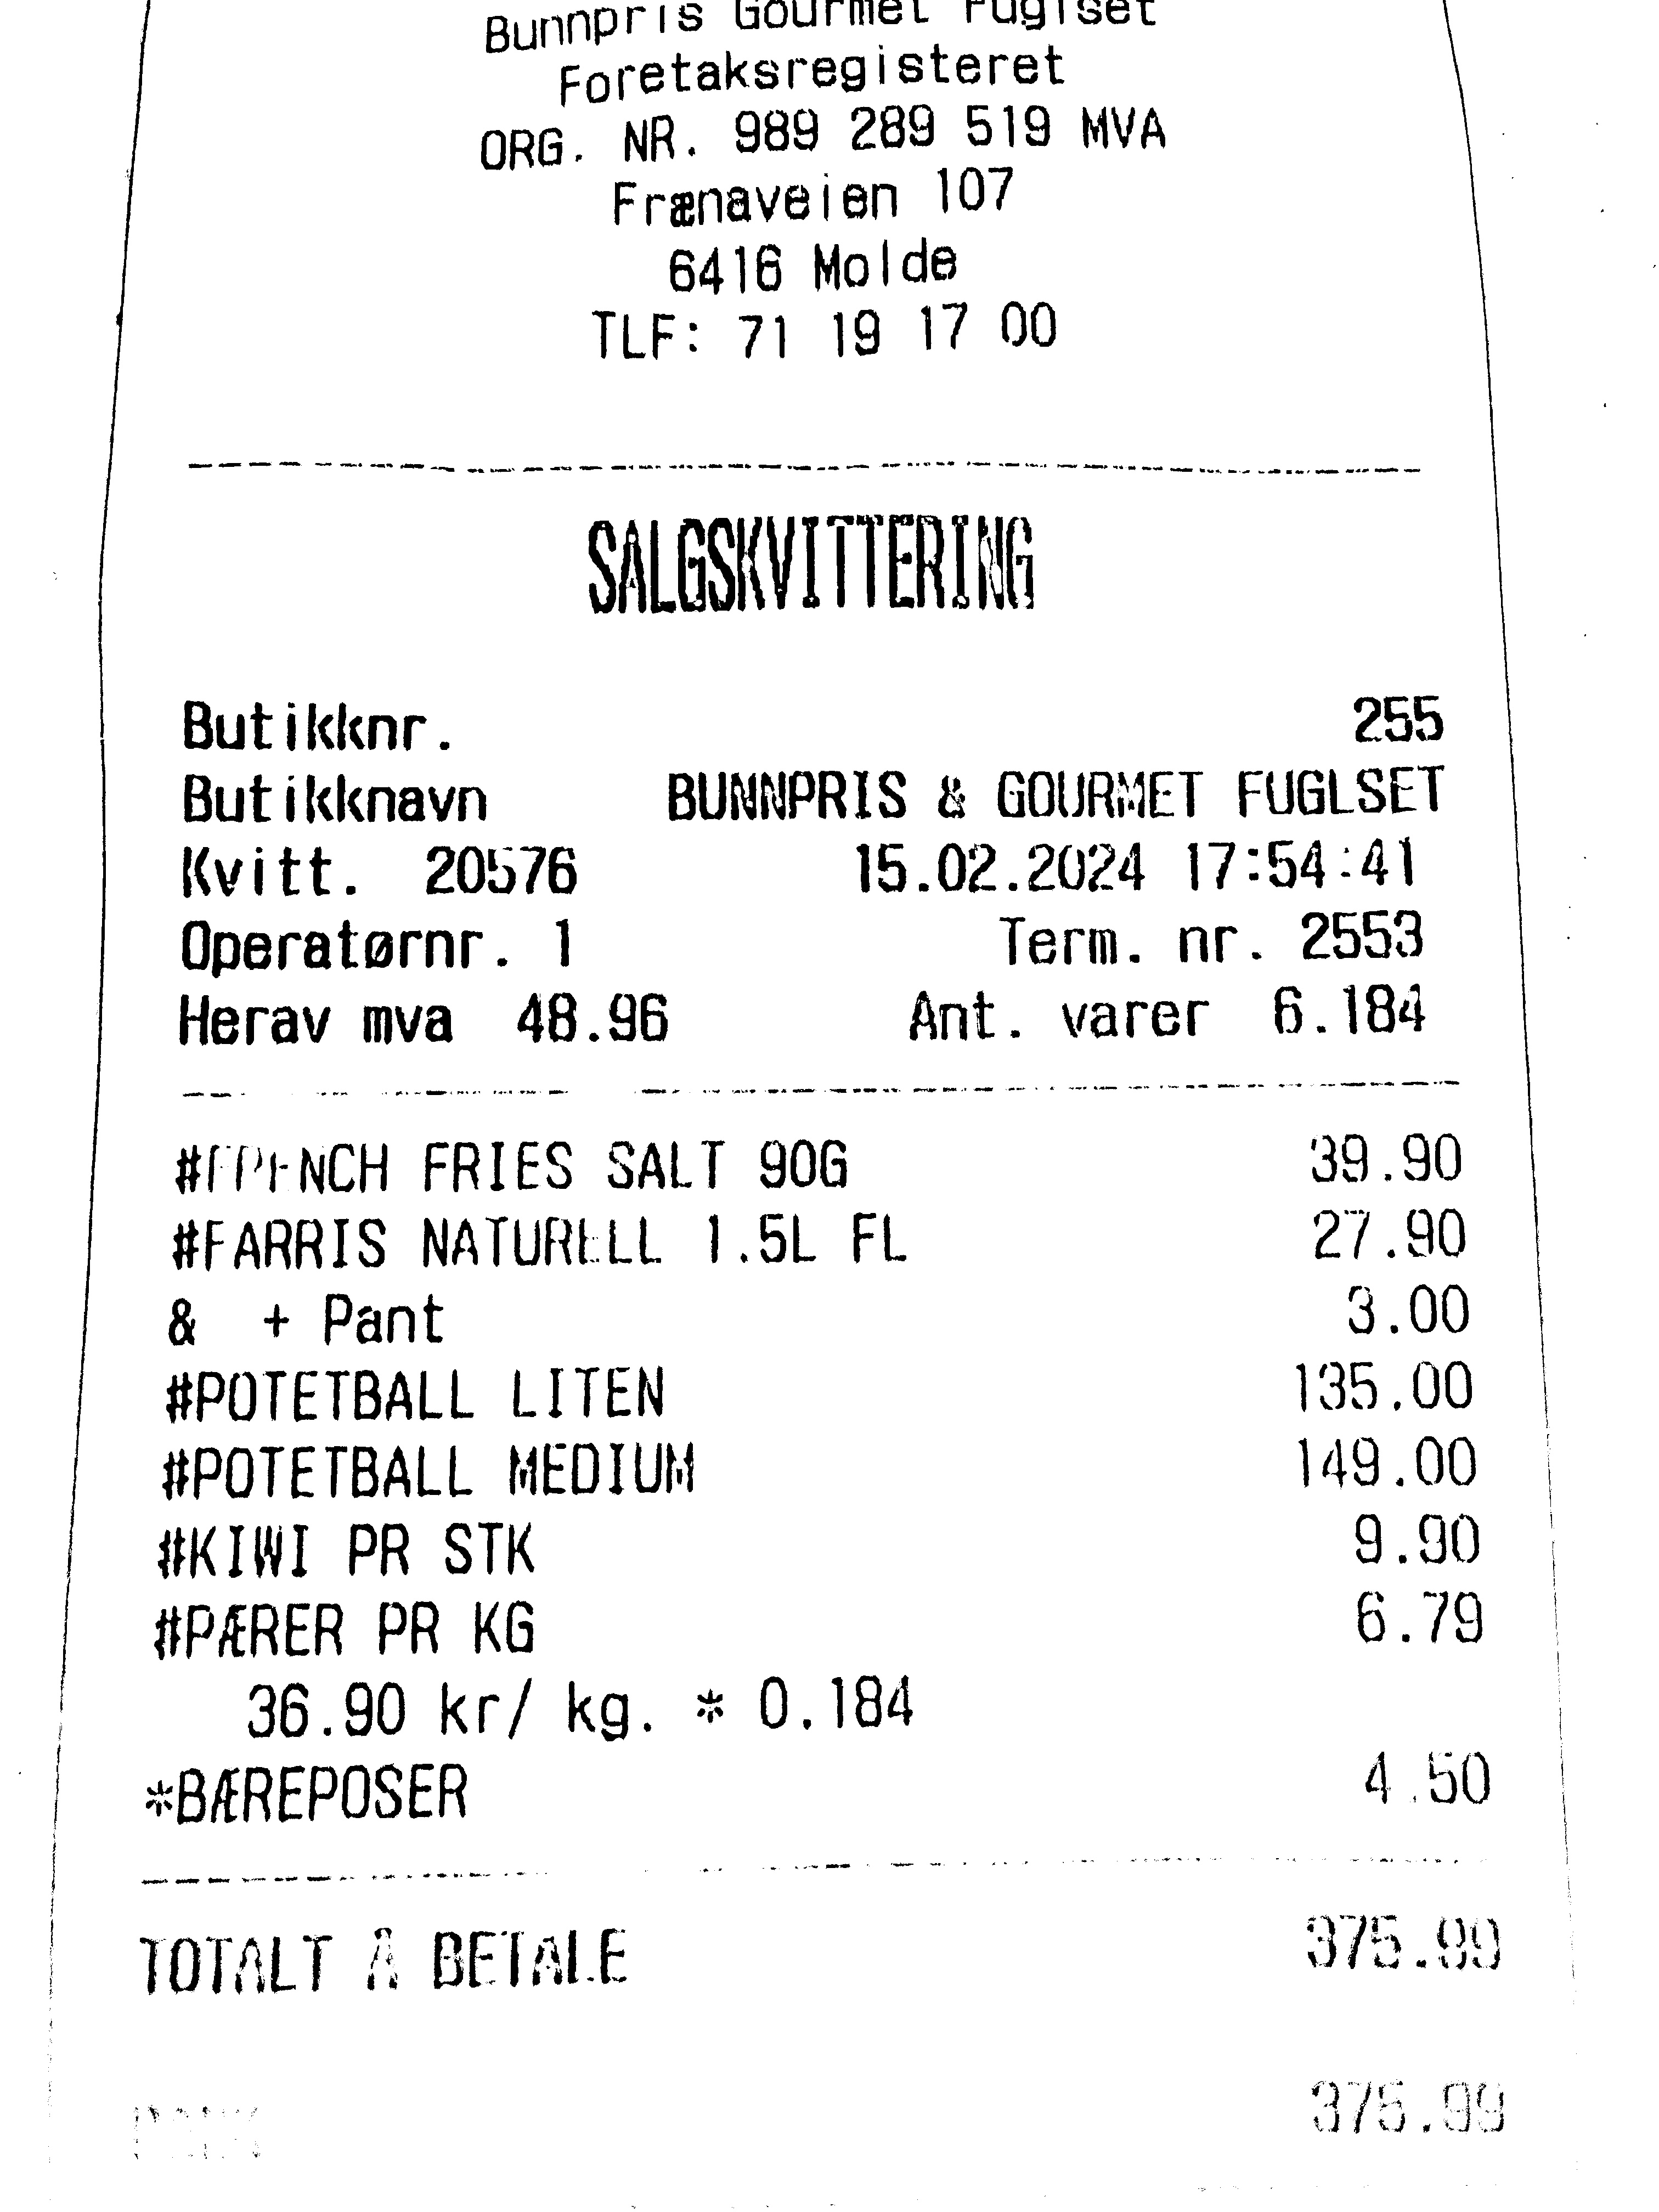 Bunnpris Gourmet Fuglset
Foretaksregisteret
ORG. NR. 989 289 519 MVA
Frænaveien 107
6416 Molde
TLF: 71 19 17 00
SALGSKVITTERING
Butikknr. 255
Butikknavn BUNNPRIS & GOURMET FUGLSET
Kvitt. 20576 15.02.2024 17:54:41
Operatørnr. 1 Term. nr. 2553
Herav mva 48.96 Ant. varer 6.184
#FRENCH FRIES SALT 90G 39.90
#FARRIS NATURELL 1.5L FL 27.90
& + Pant 3.00
#POTETBALL LITEN 135.00
#POTETBALL MEDIUM 149.00
#KIWI PR STK 9.90
#PÆRER PR KG 6.79
36.90 kr/ kg. * 0.184
*BÆREPOSER 4.50
TOTALT Å BETALE 375.99
375.99